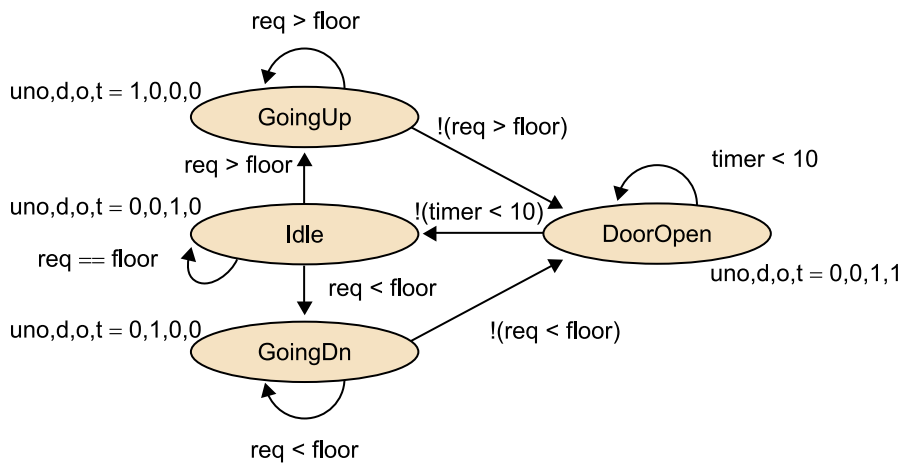 req > floor
uno,d,o,t = 1,0,0,0
GoingUp
!(req > floor)
req > floor
timer < 10
uno,d,o,t = 0,0,1,0
!(timer < 10)
Idle
DoorOpen
req == floor
uno,d,o,t = 0,0,1,1
req < floor
uno,d,o,t = 0,1,0,0
!(req < floor)
GoingDn
req < floor